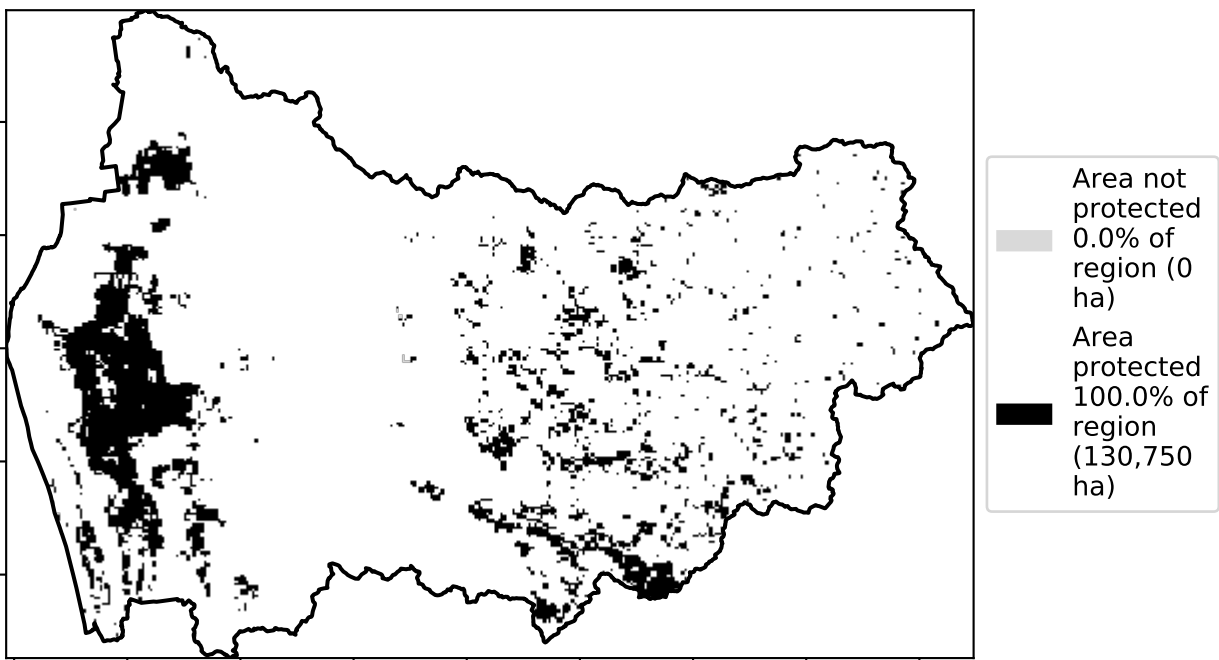 Area not
protected
0.0% of
region (0
ha)
Area
protected
100.0% of
region
(130,750
ha)